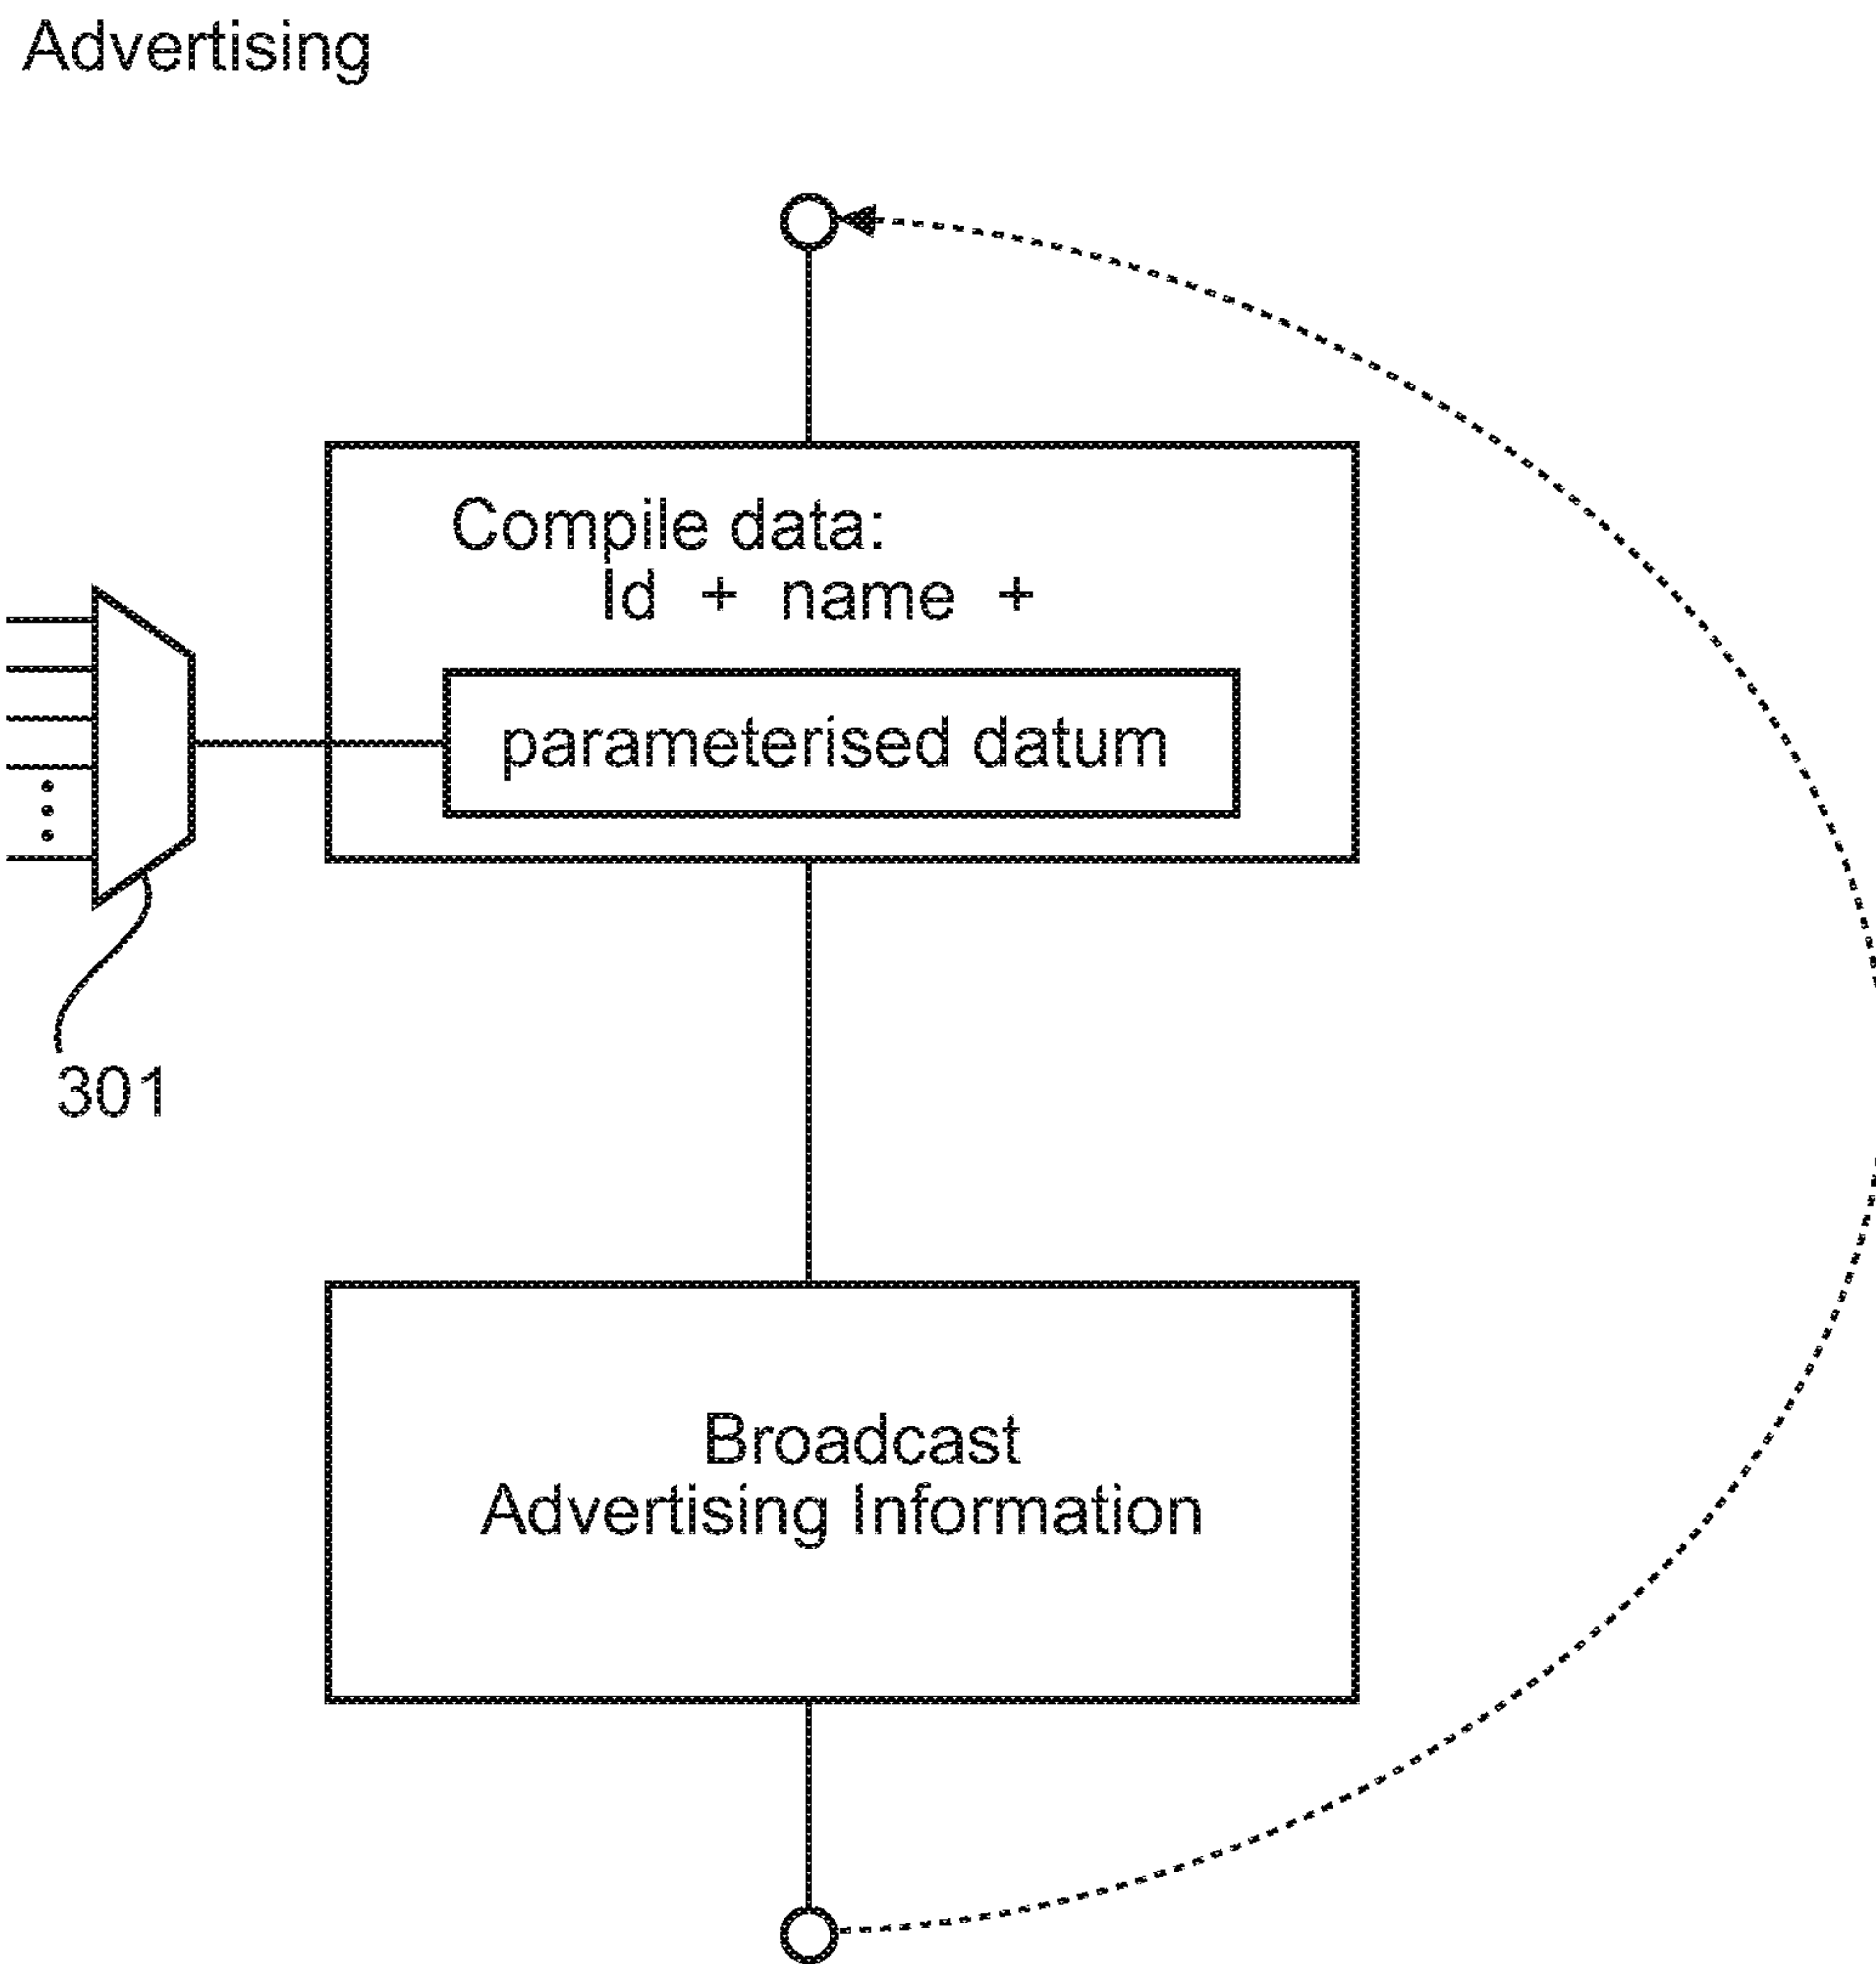 Advertising
Compile data:
Id + name +
parameterised datum
301
Broadcast
Advertising Information